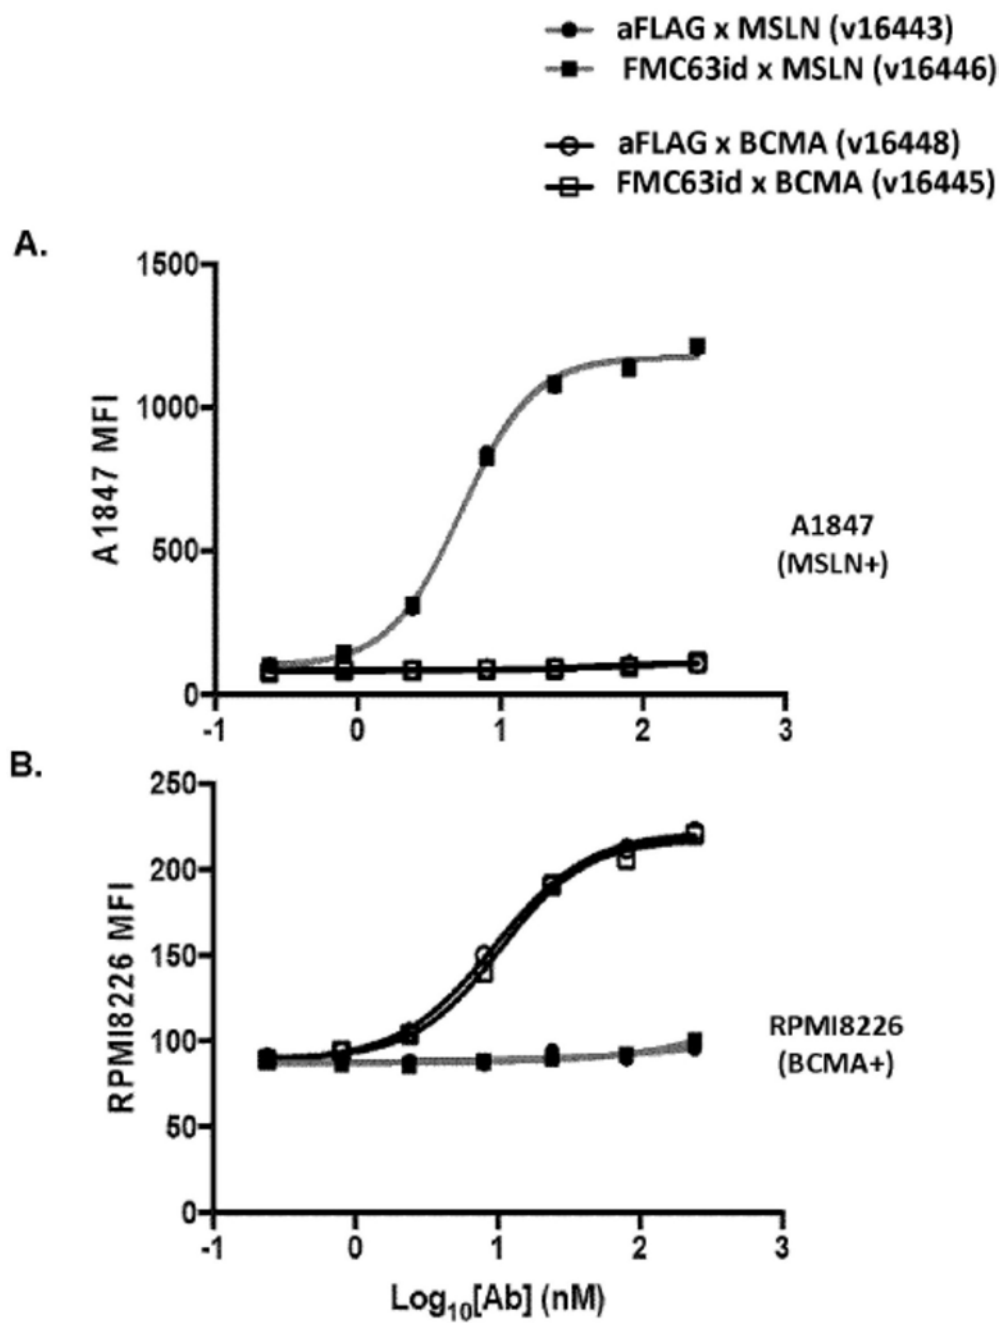 aFLAG x MSLN (v16443)
FMC63id x MSLN (v16446)
aFLAG x BCMA (v16448)
FMC63id x BCMA (v16445)
A.
1500
1000
500
0
A1847 MFI
A1847
(MSLN+)
-1 0 1 2 3
B.
250
200
150
100
50
0
RPMI8226 MFI
RPMI8226
(BCMA+)
-1 0 1 2 3
Log10[Ab] (nM)